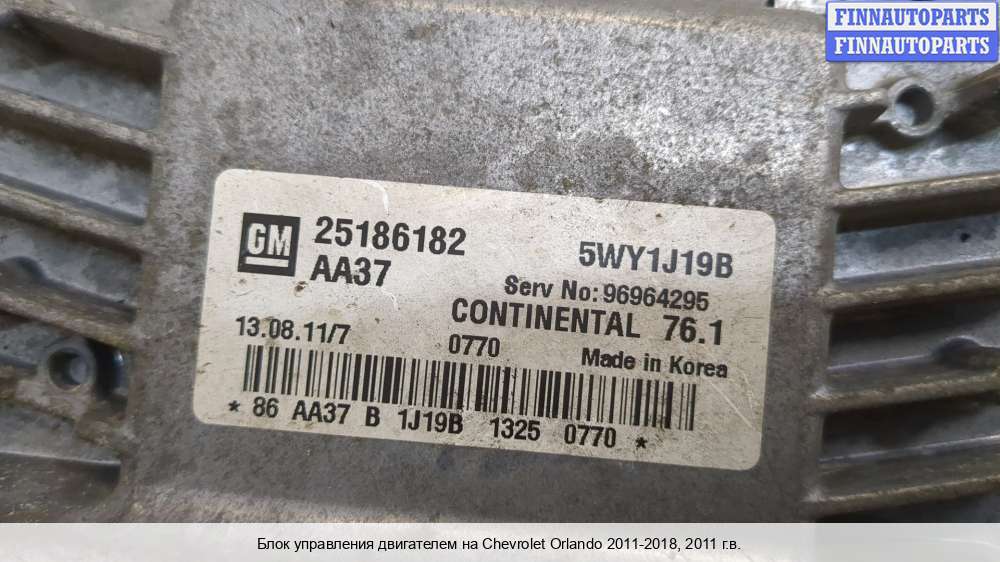 FINNAUTOPARTS
FINNAUTOPARTS
GM 25186182 5WY1J19B
AA37 Serv No: 96964295
CONTINENTAL 76.1
13.08.11/7 0770 Made in Korea
* 86 AA37 B 1J19B 1325 0770 *
Блок управления двигателем на Chevrolet Orlando 2011-2018, 2011 г.в.